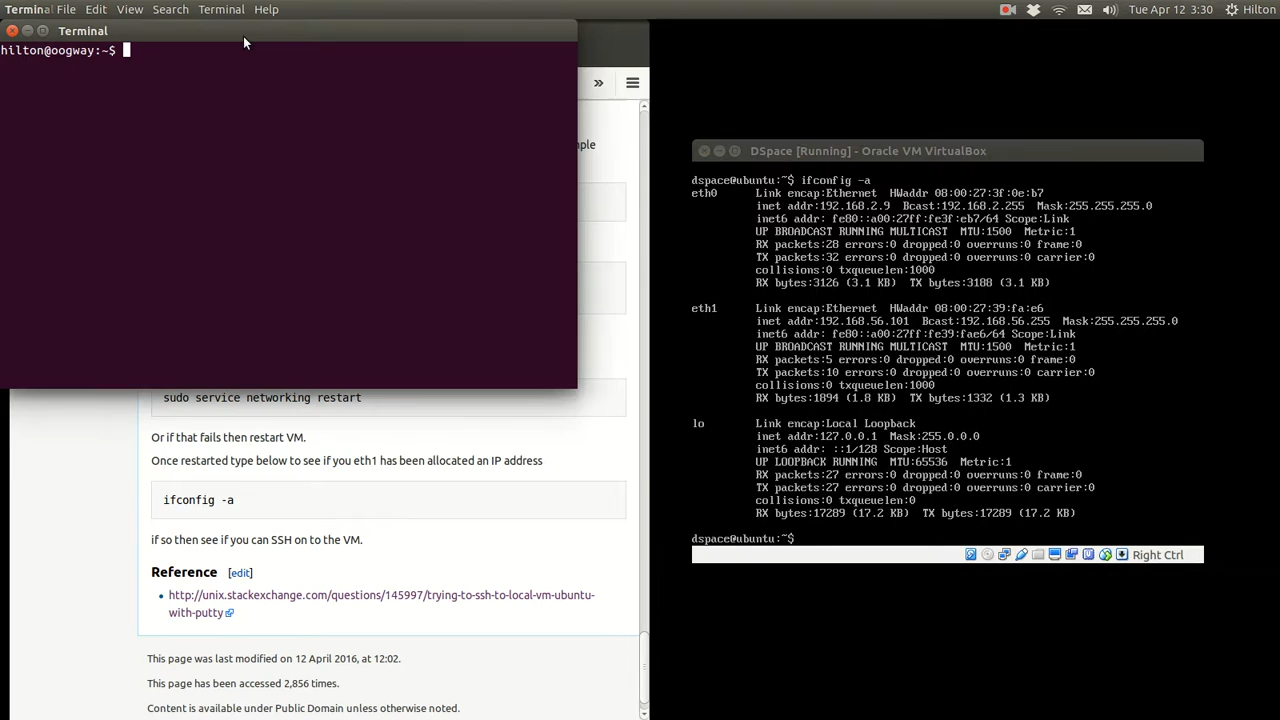 Terminal File Edit View Search Terminal Help
Tue Apr 12 3:30 Hilton
Terminal
hilton@oogway:~$
»
mple
sudo service networking restart
Or if that fails then restart VM.
Once restarted type below to see if you eth1 has been allocated an IP address
ifconfig -a
if so then see if you can SSH on to the VM.
Reference [edit]
• http://unix.stackexchange.com/questions/145997/trying-to-ssh-to-local-vm-ubuntu-
with-putty
This page was last modified on 12 April 2016, at 12:02.
This page has been accessed 2,856 times.
Content is available under Public Domain unless otherwise noted.
DSpace [Running] - Oracle VM VirtualBox
dspace@ubuntu:~$ ifconfig -a
eth0 Link encap:Ethernet HWaddr 08:00:27:3f:0e:b7
inet addr:192.168.2.9 Bcast:192.168.2.255 Mask:255.255.255.0
inet6 addr: fe80::a00:27ff:fe3f:eb7/64 Scope:Link
UP BROADCAST RUNNING MULTICAST MTU:1500 Metric:1
RX packets:28 errors:0 dropped:0 overruns:0 frame:0
TX packets:32 errors:0 dropped:0 overruns:0 carrier:0
collisions:0 txqueuelen:1000
RX bytes:3126 (3.1 KB) TX bytes:3188 (3.1 KB)
eth1 Link encap:Ethernet HWaddr 08:00:27:39:fa:e6
inet addr:192.168.56.101 Bcast:192.168.56.255 Mask:255.255.255.0
inet6 addr: fe80::a00:27ff:fe39:fae6/64 Scope:Link
UP BROADCAST RUNNING MULTICAST MTU:1500 Metric:1
RX packets:5 errors:0 dropped:0 overruns:0 frame:0
TX packets:10 errors:0 dropped:0 overruns:0 carrier:0
collisions:0 txqueuelen:1000
RX bytes:1894 (1.8 KB) TX bytes:1332 (1.3 KB)
lo Link encap:Local Loopback
inet addr:127.0.0.1 Mask:255.0.0.0
inet6 addr: ::1/128 Scope:Host
UP LOOPBACK RUNNING MTU:65536 Metric:1
RX packets:27 errors:0 dropped:0 overruns:0 frame:0
TX packets:27 errors:0 dropped:0 overruns:0 carrier:0
collisions:0 txqueuelen:0
RX bytes:17289 (17.2 KB) TX bytes:17289 (17.2 KB)
dspace@ubuntu:~$
Right Ctrl